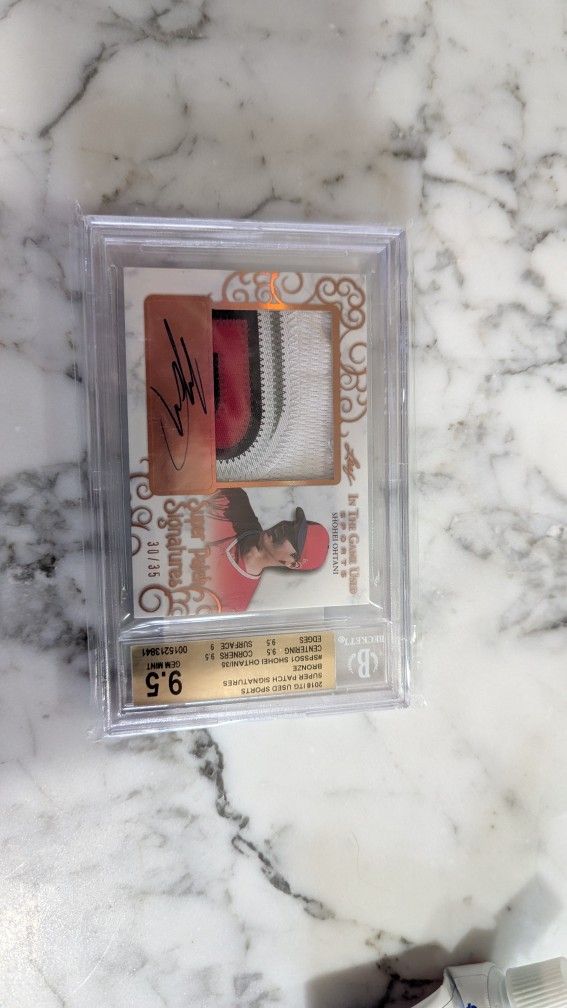 BECKETT®
2018 ITG USED SPORTS
SUPER PATCH SIGNATURES
BRONZE
#SPSS01 SHOHEI OHTANI/35
CENTERING 9.5 CORNERS 9.5
EDGES 9.5 SURFACE 9
0015213841
GEM MINT
9.5
B
Leaf
IN THE GAME USED
SPORTS
SHOHEI OHTANI
Super Patch
Signatures
30/35